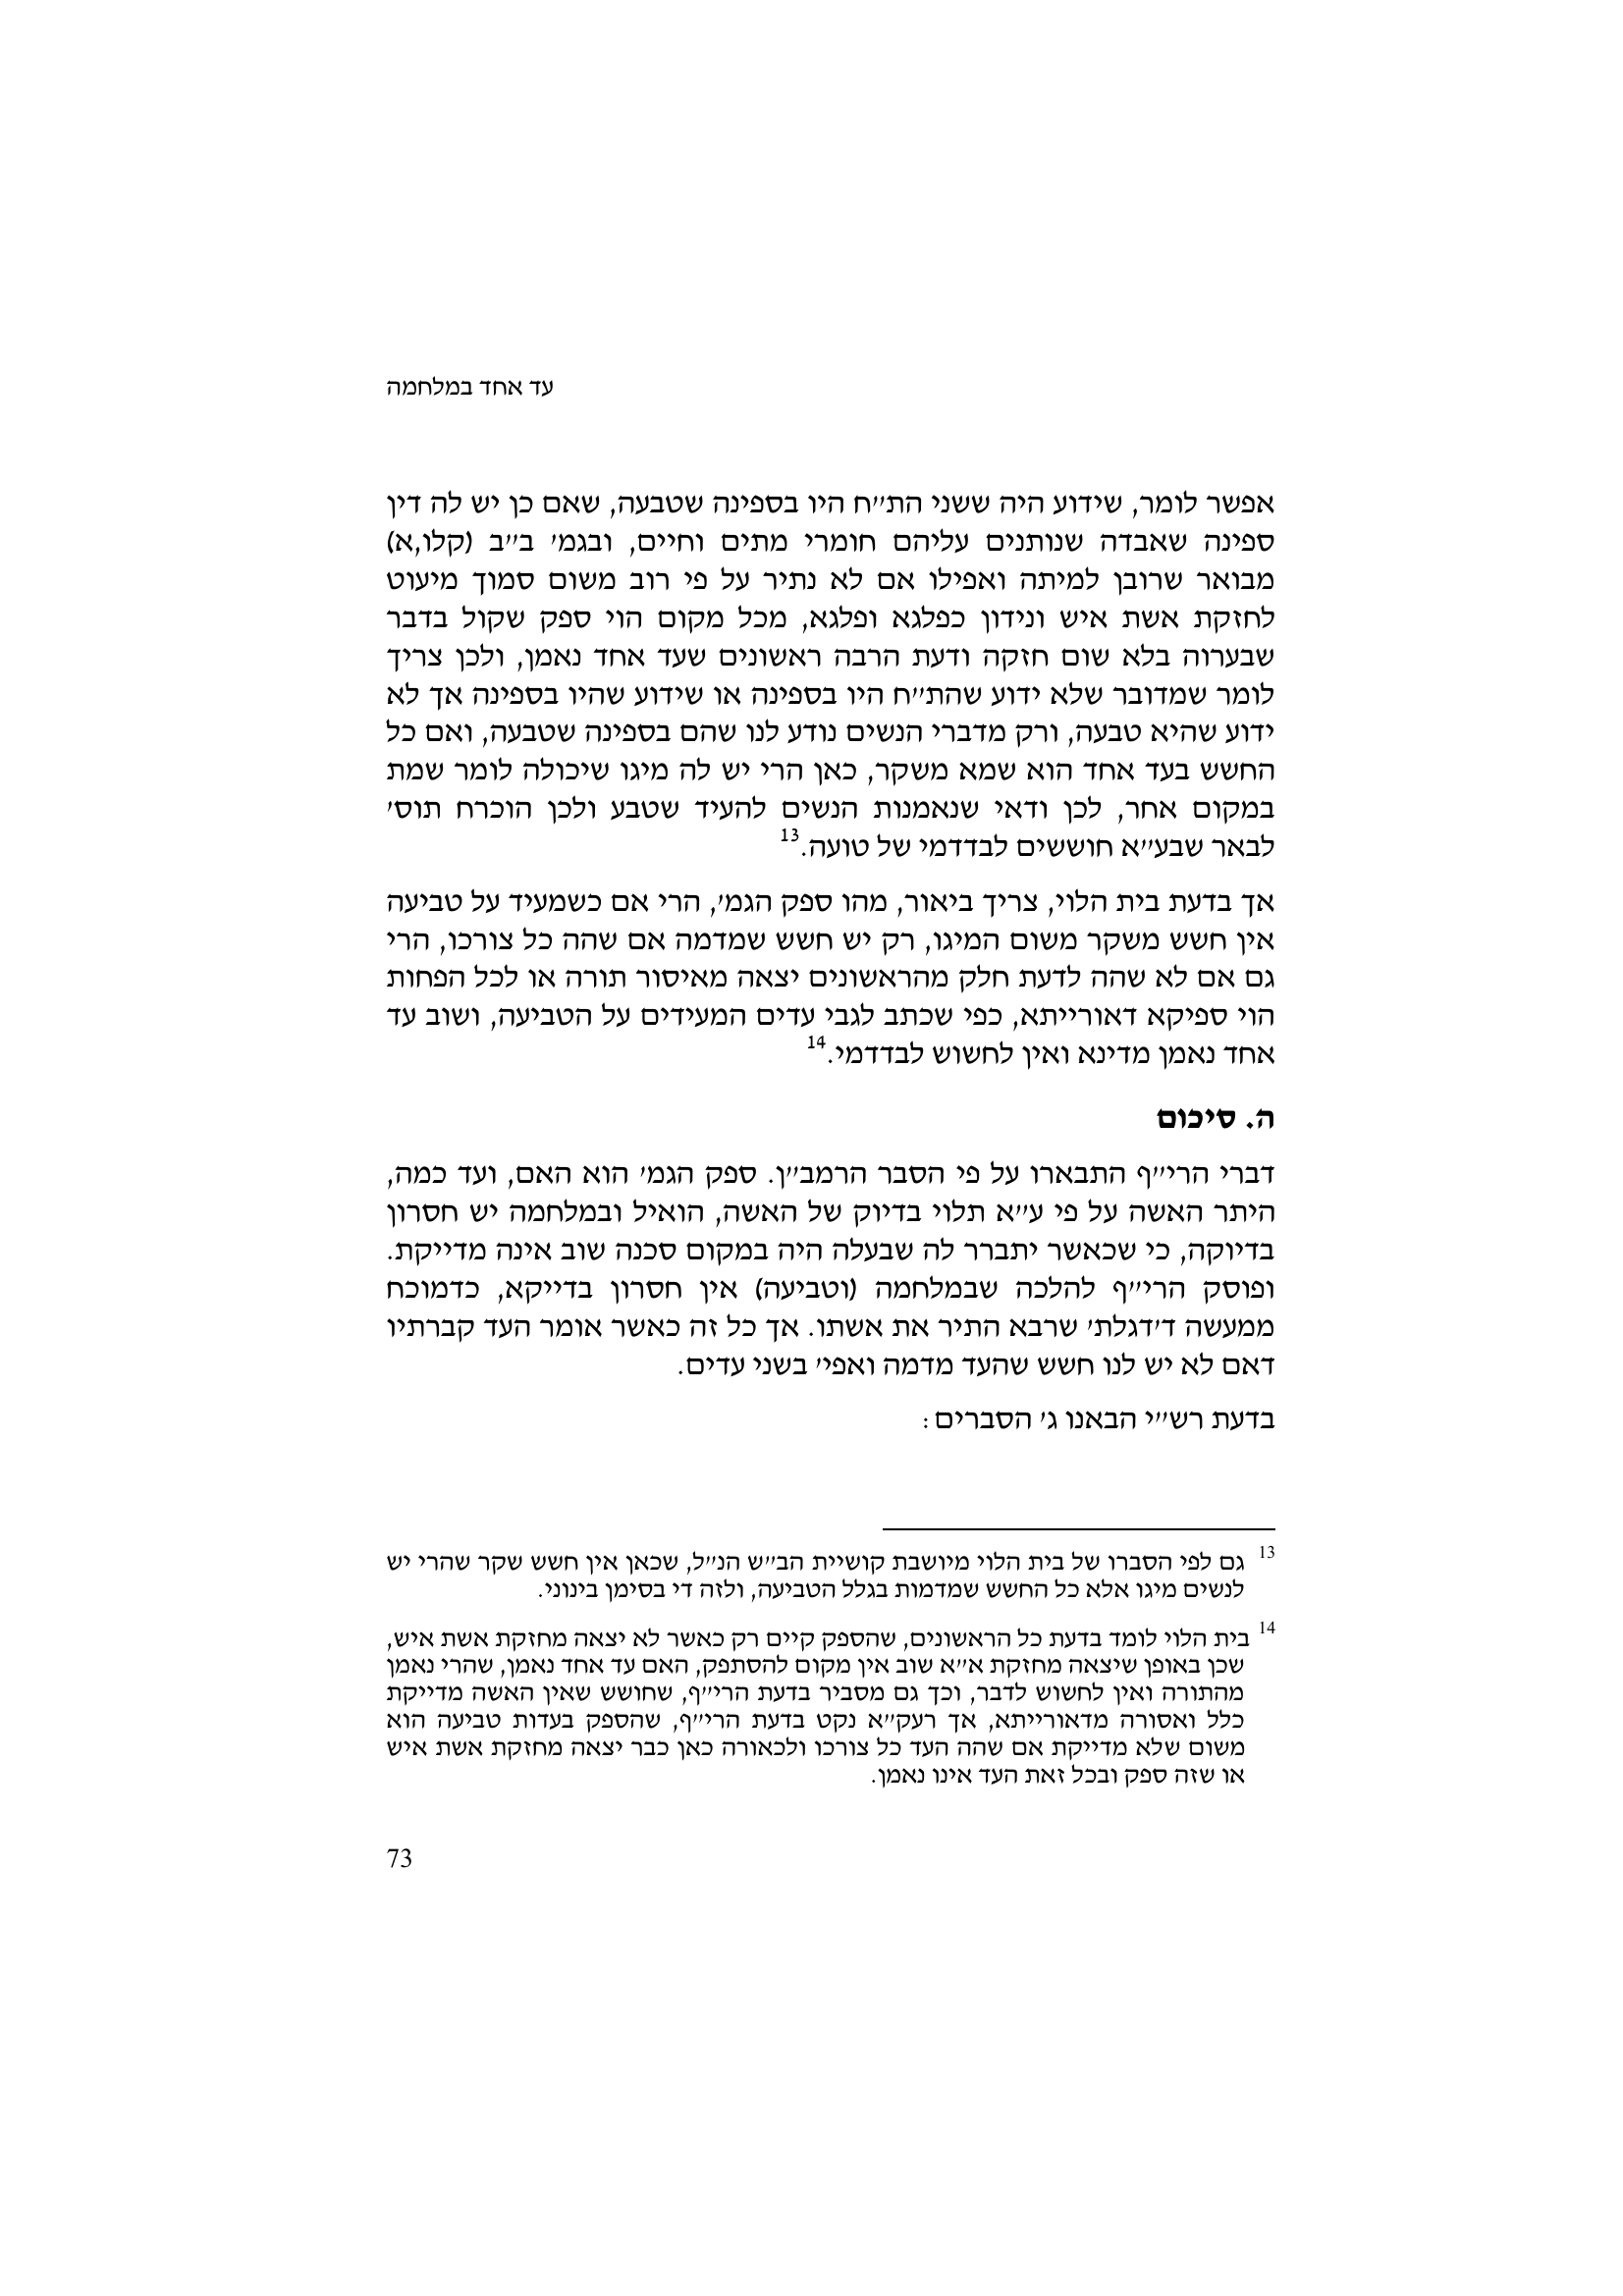 עד אחד במלחמה
אפשר לומר, שידוע היה ששני הת"ח היו בספינה שטבעה, שאם כן יש לה דין
ספינה שאבדה שנותנים עליהם חומרי מתים וחיים, ובגמ' ב"ב (קלו,א)
מבואר שרובן למיתה ואפילו אם לא נתיר על פי רוב משום סמוך מיעוט
לחזקת אשת איש ונידון כפלגא ופלגא, מכל מקום הוי ספק שקול בדבר
שבערוה בלא שום חזקה ודעת הרבה ראשונים שעד אחד נאמן, ולכן צריך
לומר שמדובר שלא ידוע שהת"ח היו בספינה או שידוע שהיו בספינה אך לא
ידוע שהיא טבעה, ורק מדברי הנשים נודע לנו שהם בספינה שטבעה, ואם כל
החשש בעד אחד הוא שמא משקר, כאן הרי יש לה מיגו שיכולה לומר שמת
במקום אחר, לכן ודאי שנאמנות הנשים להעיד שטבע ולכן הוכרח תוס'
לבאר שבע"א חוששים לבדדמי של טועה.13
אך בדעת בית הלוי, צריך ביאור, מהו ספק הגמ', הרי אם כשמעיד על טביעה
אין חשש משקר משום המיגו, רק יש חשש שמדמה אם שהה כל צורכו, הרי
גם אם לא שהה לדעת חלק מהראשונים יצאה מאיסור תורה או לכל הפחות
הוי ספיקא דאורייתא, כפי שכתב לגבי עדים המעידים על הטביעה, ושוב עד
אחד נאמן מדינא ואין לחשוש לבדדמי.14
ה. סיכום
דברי הרי"ף התבארו על פי הסבר הרמב"ן. ספק הגמ' הוא האם, ועד כמה,
היתר האשה על פי ע"א תלוי בדיוק של האשה, הואיל ובמלחמה יש חסרון
בדיוקה, כי שכאשר יתברר לה שבעלה היה במקום סכנה שוב אינה מדייקת.
ופוסק הרי"ף להלכה שבמלחמה (וטביעה) אין חסרון בדייקא, כדמוכח
ממעשה ד'דגלת' שרבא התיר את אשתו. אך כל זה כאשר אומר העד קברתיו
דאם לא יש לנו חשש שהעד מדמה ואפי' בשני עדים.
בדעת רש"י הבאנו ג' הסברים:
13 גם לפי הסברו של בית הלוי מיושבת קושיית הב"ש הנ"ל, שכאן אין חשש שקר שהרי יש
לנשים מיגו אלא כל החשש שמדמות בגלל הטביעה, ולזה די בסימן בינוני.
14 בית הלוי לומד בדעת כל הראשונים, שהספק קיים רק כאשר לא יצאה מחזקת אשת איש,
שכן באופן שיצאה מחזקת א"א שוב אין מקום להסתפק, האם עד אחד נאמן, שהרי נאמן
מהתורה ואין לחשוש לדבר, וכך גם מסביר בדעת הרי"ף, שחושש שאין האשה מדייקת
כלל ואסורה מדאורייתא, אך רעק"א נקט בדעת הרי"ף, שהספק בעדות טביעה הוא
משום שלא מדייקת אם שהה העד כל צורכו ולכאורה כאן כבר יצאה מחזקת אשת איש
או שזה ספק ובכל זאת העד אינו נאמן.
73